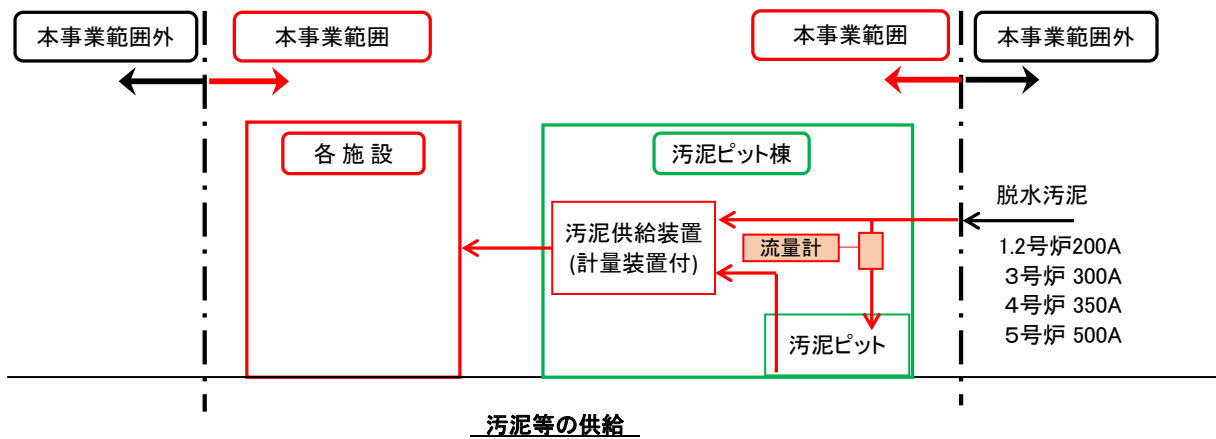 本事業範囲外
本事業範囲
本事業範囲
本事業範囲外
各 施 設
汚泥ピット棟
脱水汚泥
汚泥供給装置
(計量装置付)
流量計
1.2号炉200A
３号炉 300A
４号炉 350A
５号炉 500A
汚泥ピット
汚泥等の供給